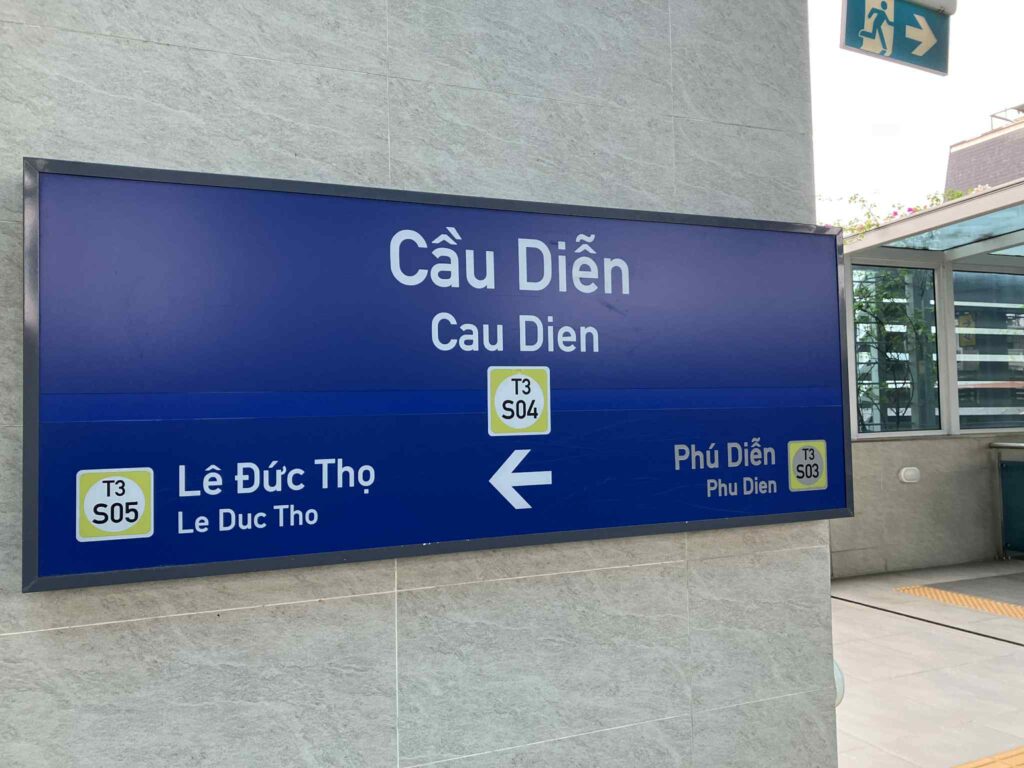 Cầu Diễn
Cau Dien
T3
S04
T3
S05
Lê Đức Thọ
Le Duc Tho
Phú Diễn
Phu Dien
T3
S03